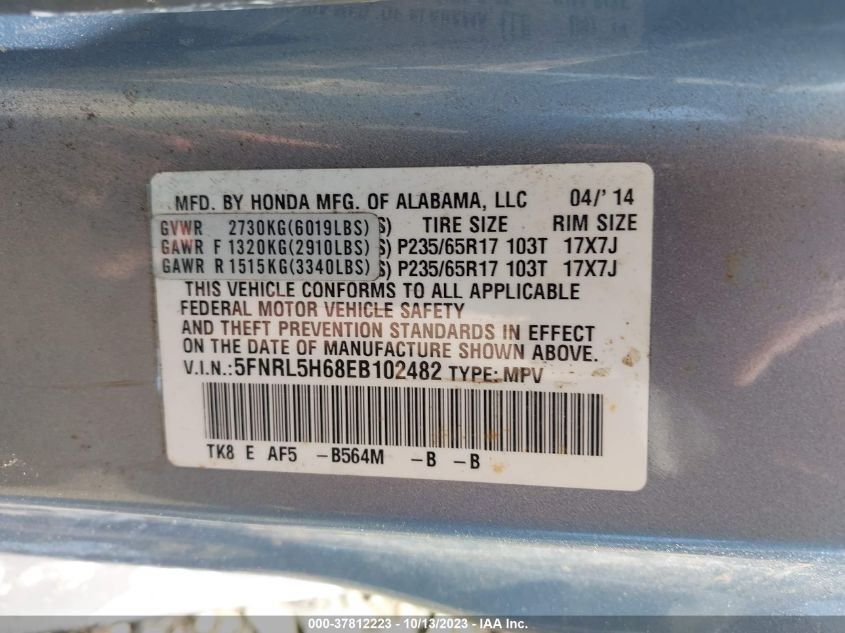 MFD. BY HONDA MFG. OF ALABAMA, LLC 04/'14
GVWR 2730KG(6019LBS) S) TIRE SIZE RIM SIZE
GAWR F 1320KG(2910LBS) S) P235/65R17 103T 17X7J
GAWR R 1515KG(3340LBS) S) P235/65R17 103T 17X7J
THIS VEHICLE CONFORMS TO ALL APPLICABLE
FEDERAL MOTOR VEHICLE SAFETY
AND THEFT PREVENTION STANDARDS IN EFFECT
ON THE DATE OF MANUFACTURE SHOWN ABOVE.
V.I.N.:5FNRL5H68EB102482 TYPE: MPV
TK8 E AF5 -B564M -B -B
000-37812223 - 10/13/2023 - IAA Inc.